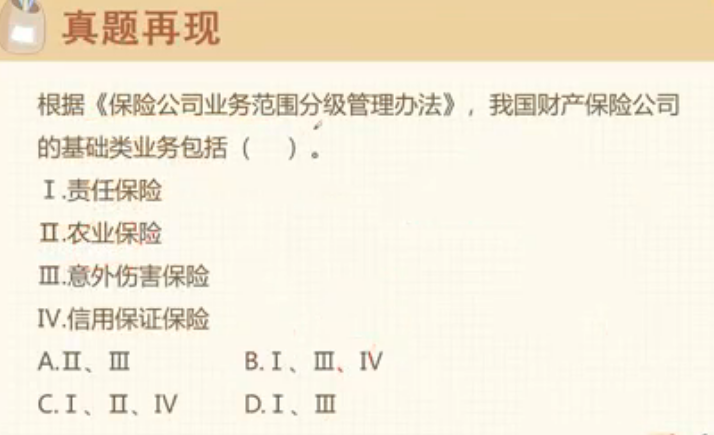 真题再现
根据《保险公司业务范围分级管理办法》，我国财产保险公司
的基础类业务包括（ ）。
Ⅰ.责任保险
Ⅱ.农业保险
Ⅲ.意外伤害保险
Ⅳ.信用保证保险
A.Ⅱ、Ⅲ B.Ⅰ、Ⅲ、Ⅳ
C.Ⅰ、Ⅱ、Ⅳ D.Ⅰ、Ⅲ